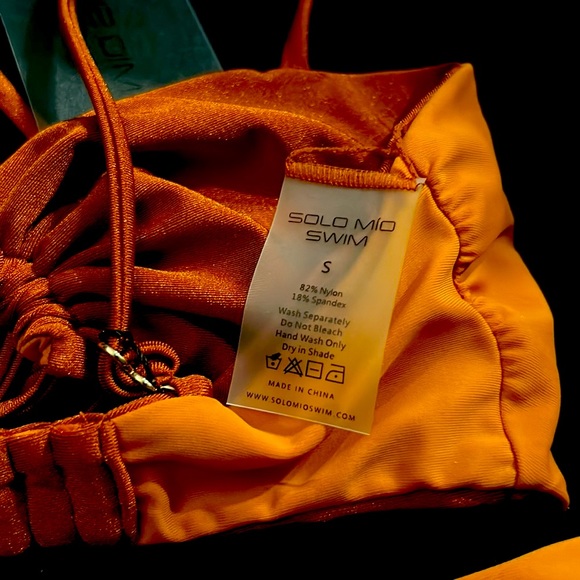 SOLO MÍO
SWIM
S
82% Nylon
18% Spandex
Wash Separately
Do Not Bleach
Hand Wash Only
Dry in Shade
MADE IN CHINA
WWW.SOLOMIOSWIM.COM